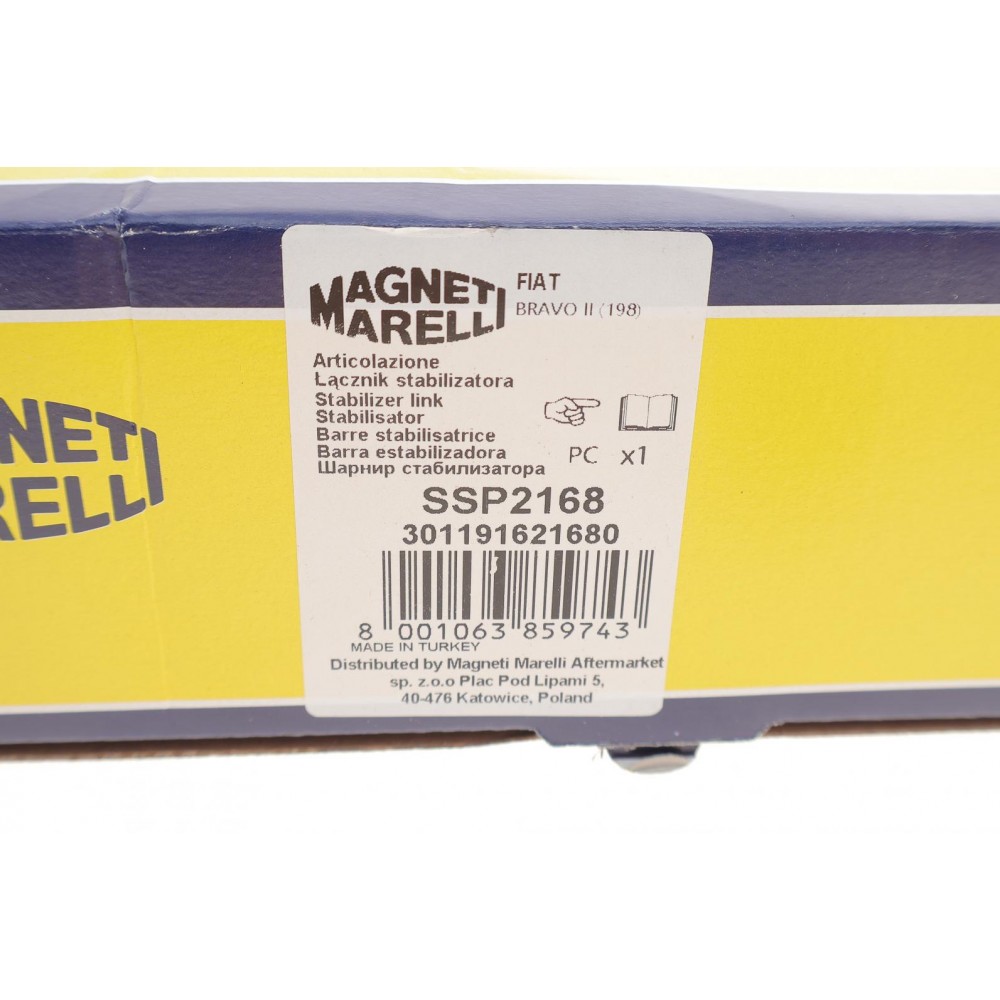 MAGNETI
MARELLI
FIAT
BRAVO II (198)
Articolazione
Łącznik stabilizatora
Stabilizer link
Stabilisator
Barre stabilisatrice
Barra estabilizadora
Шарнир стабилизатора
PC x1
SSP2168
301191621680
8 001063 859743
MADE IN TURKEY
Distributed by Magneti Marelli Aftermarket
sp. z.o.o Plac Pod Lipami 5,
40-476 Katowice, Poland
GNETI
RELLI